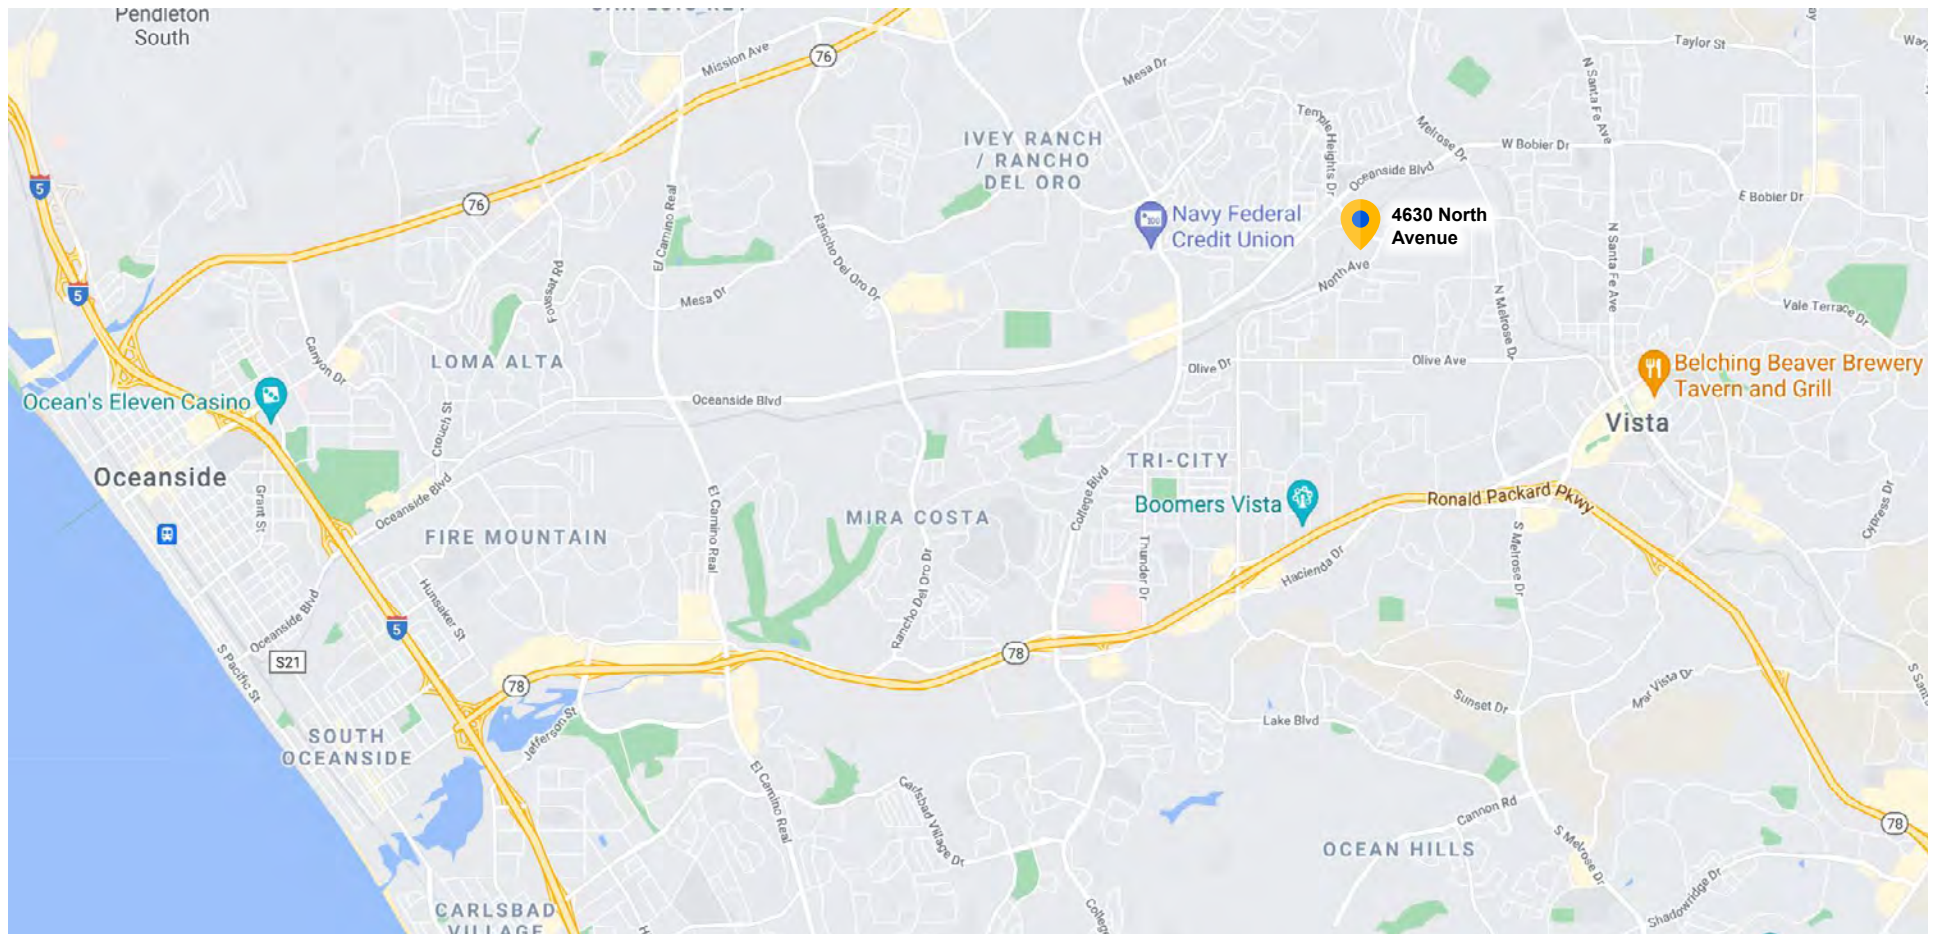 Pendleton
South
Mission Ave
76
Mesa Dr
Taylor St
N Santa Fe Ave
Temple Heights Dr
Melrose Dr
W Bobier Dr
IVEY RANCH
/ RANCHO
DEL ORO
Oceanside Blvd
5
76
El Camino Real
E Bobier Dr
Navy Federal
Credit Union
4630 North
Avenue
Rancho Del Oro Dr
N Santa Fe Ave
North Ave
5
Foussat Rd
Mesa Dr
N Melrose Dr
Vale Terrace Dr
Canyon Dr
LOMA ALTA
Olive Dr
Olive Ave
Belching Beaver Brewery
Tavern and Grill
Ocean's Eleven Casino
Oceanside Blvd
Crouch St
Vista
Oceanside
TRI-CITY
Grant St
Oceanside Blvd
El Camino Real
College Blvd
Boomers Vista
Ronald Packard Pkwy
Cypress Dr
MIRA COSTA
FIRE MOUNTAIN
S Melrose Dr
Thunder Dr
Hacienda Dr
Rancho Del Oro Dr
Hunsaker St
Oceanside Blvd
5
S Pacific St
S21
78
78
Mar Vista Dr
Sunset Dr
Jefferson St
Lake Blvd
SOUTH
OCEANSIDE
El Camino Real
Carlsbad Village Dr
Cannon Rd
78
S Melrose Dr
OCEAN HILLS
Shadowridge Dr
CARLSBAD
VILLAGE